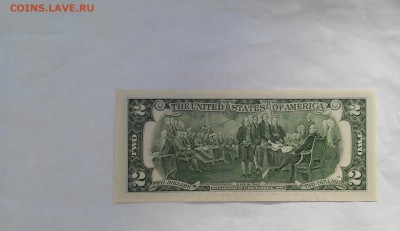 COINS.LAVE.RU
THE UNITED STATES OF AMERICA
2 2
TWO TWO
2 2
TWO DOLLARS TWO DOLLARS